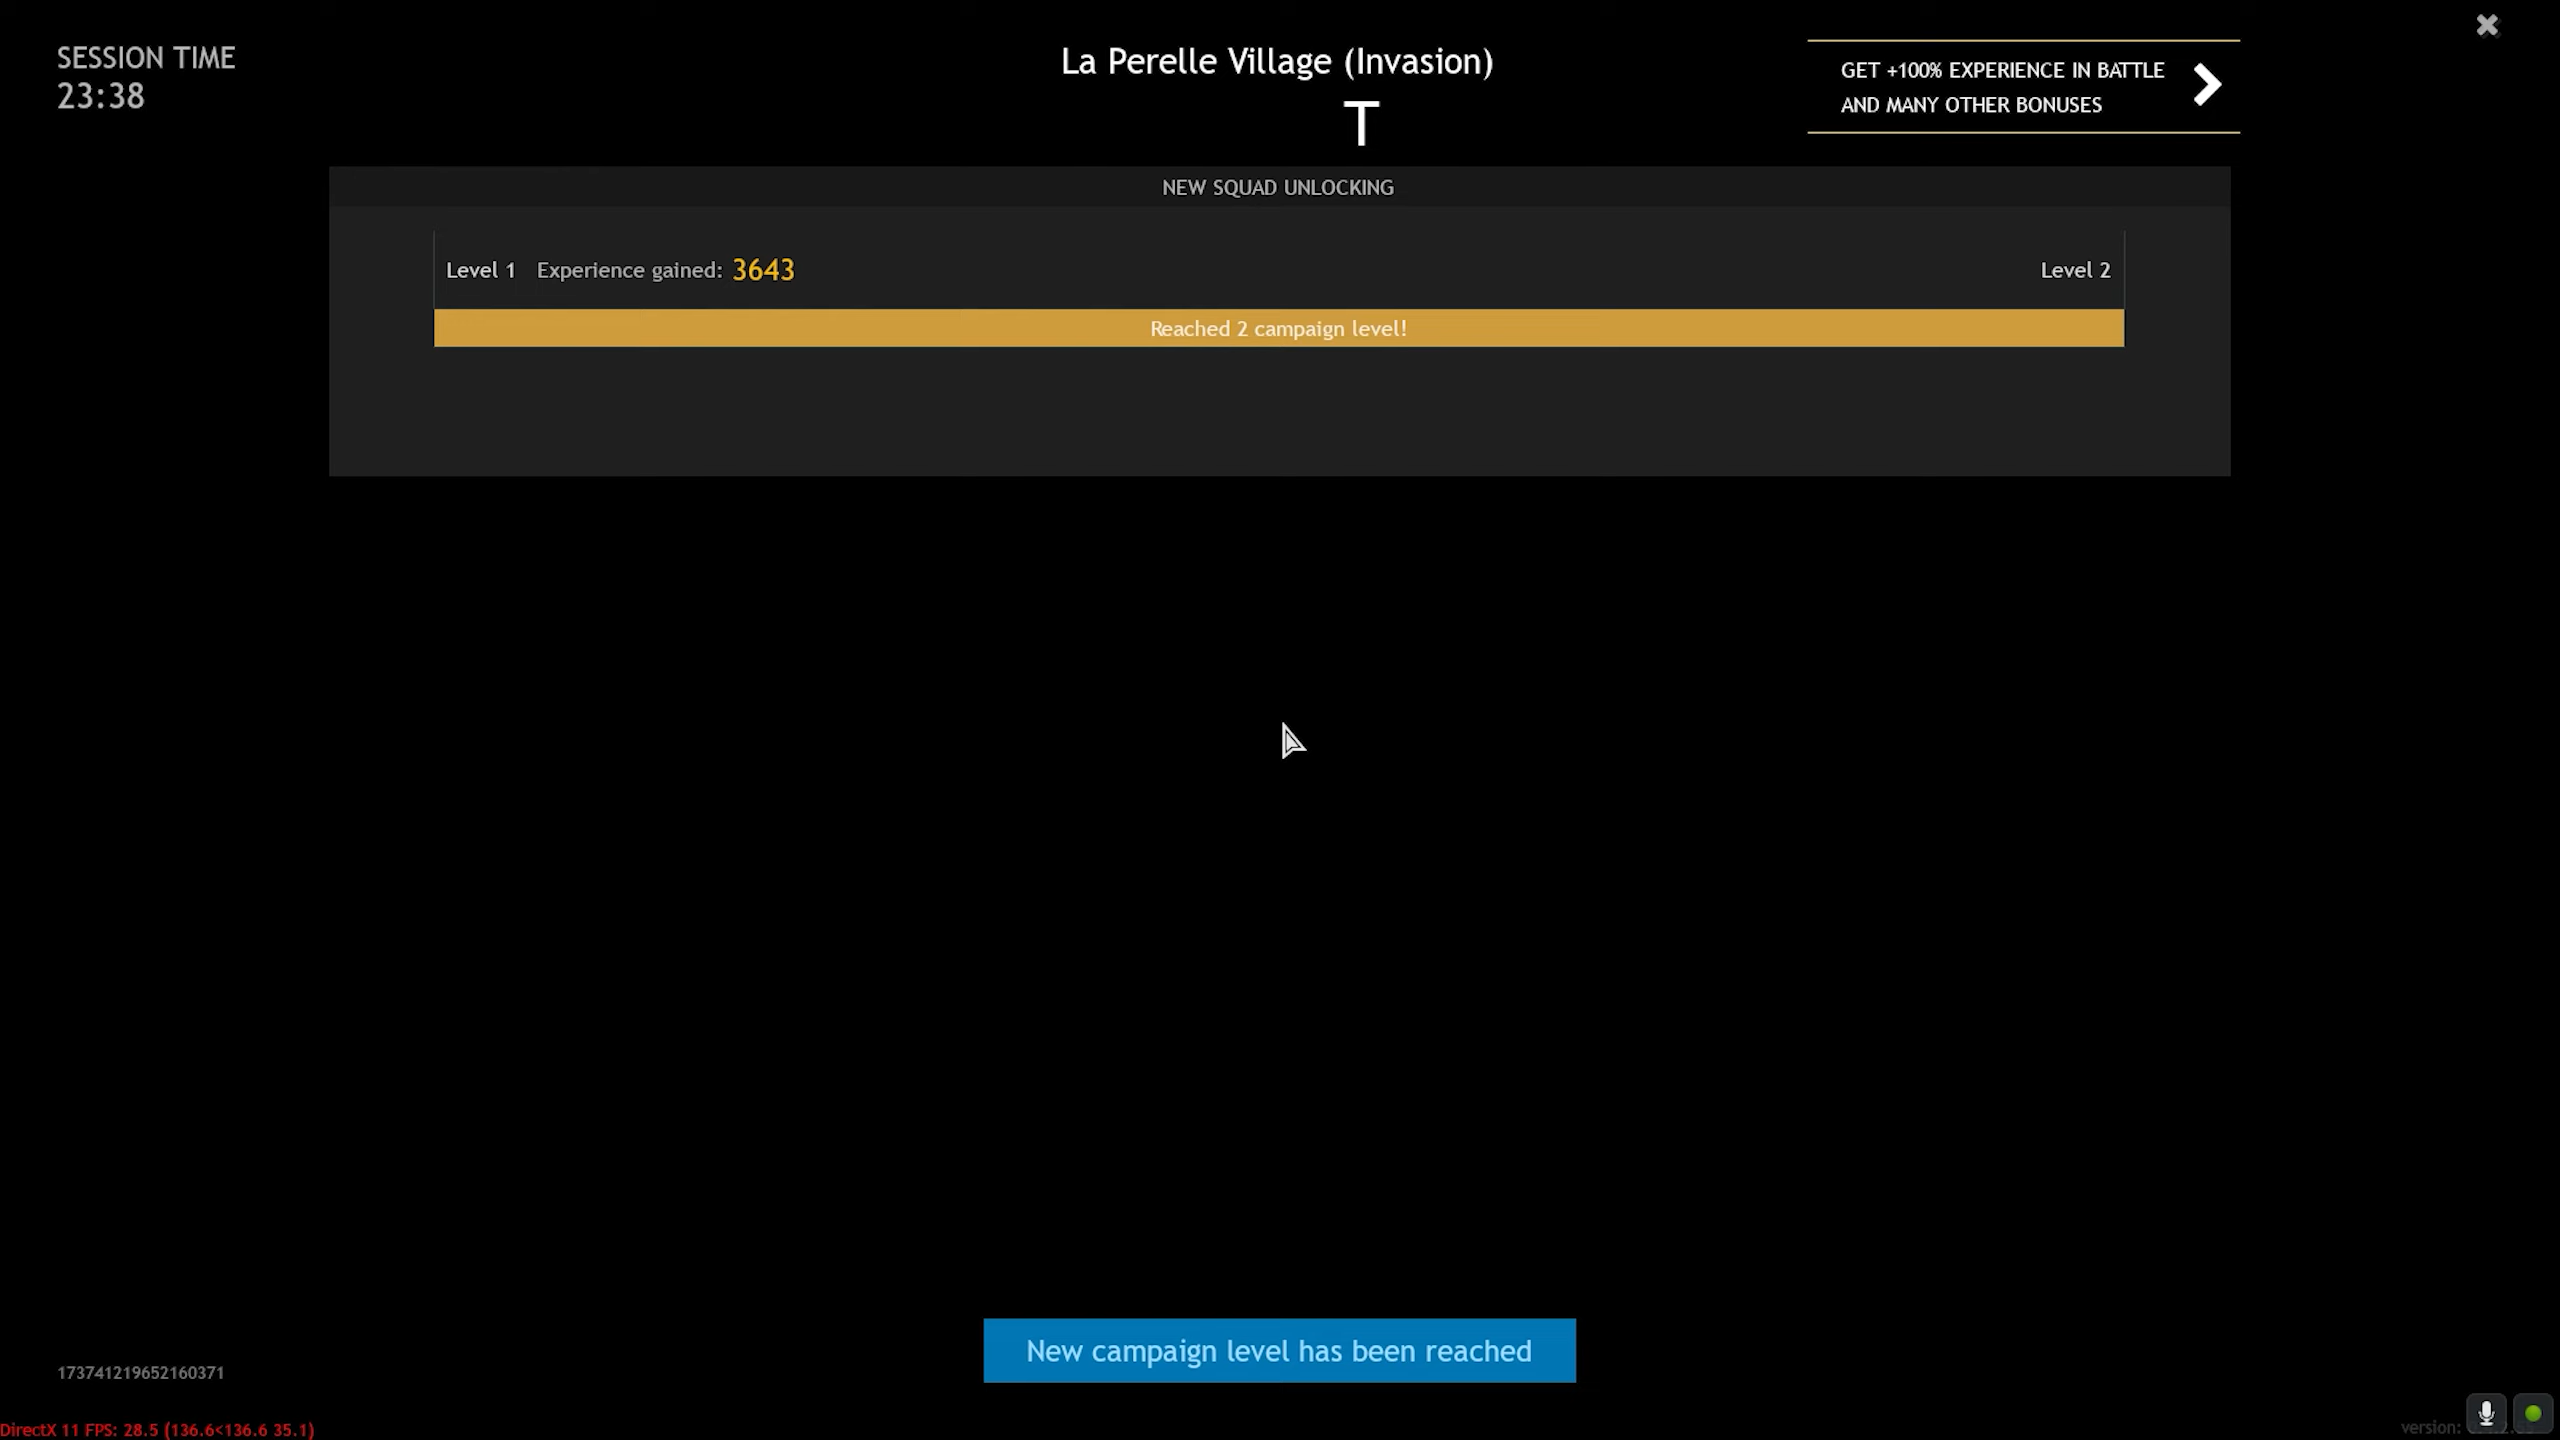 SESSION TIME
23:38
La Perelle Village (Invasion)
T
GET +100% EXPERIENCE IN BATTLE
AND MANY OTHER BONUSES
NEW SQUAD UNLOCKING
Level 1 Experience gained: 3643
Level 2
Reached 2 campaign level!
New campaign level has been reached
173741219652160371
DirectX 11 FPS: 28.5 (136.6<136.6 35.1)
version: